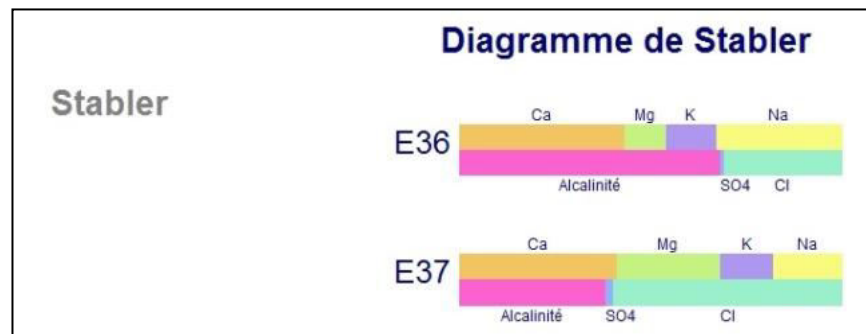 Diagramme de Stabler
Stabler
Ca Mg K Na
E36
Alcalinité SO4 Cl
Ca Mg K Na
E37
Alcalinité SO4 Cl